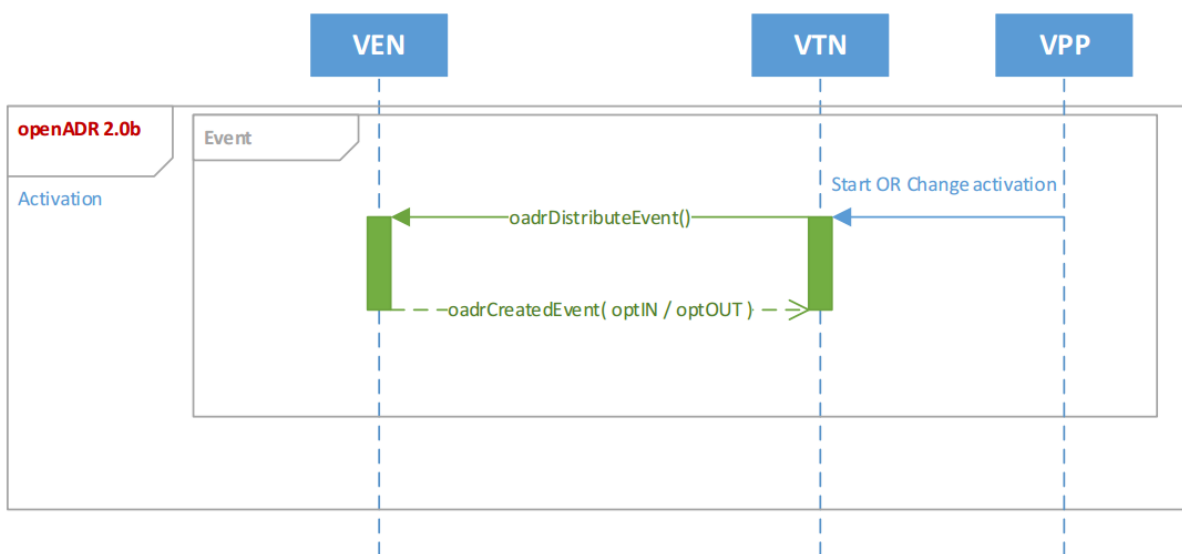 VEN
VTN
VPP
openADR 2.0b
Event
Activation
Start OR Change activation
oadrDistributeEvent()
oadrCreatedEvent( optIN / optOUT )